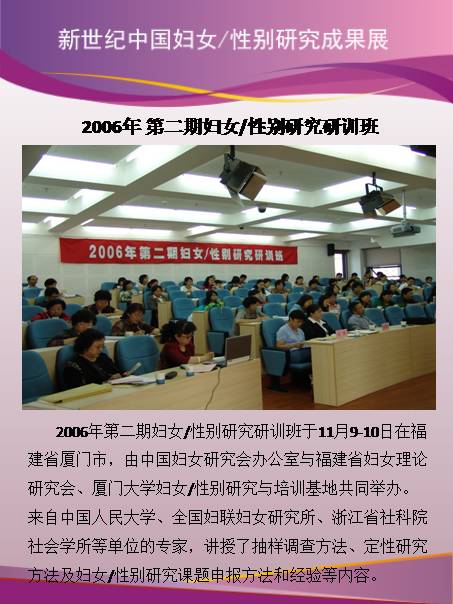 新世纪中国妇女/性别研究成果展
2006年 第二期妇女/性别研究研训班
2006年第二期妇女/性别研究研训班
2006年第二期妇女/性别研究研训班于11月9-10日在福
建省厦门市，由中国妇女研究会办公室与福建省妇女理论
研究会、厦门大学妇女/性别研究与培训基地共同举办。
来自中国人民大学、全国妇联妇女研究所、浙江省社科院
社会学所等单位的专家，讲授了抽样调查方法、定性研究
方法及妇女/性别研究课题申报方法和经验等内容。